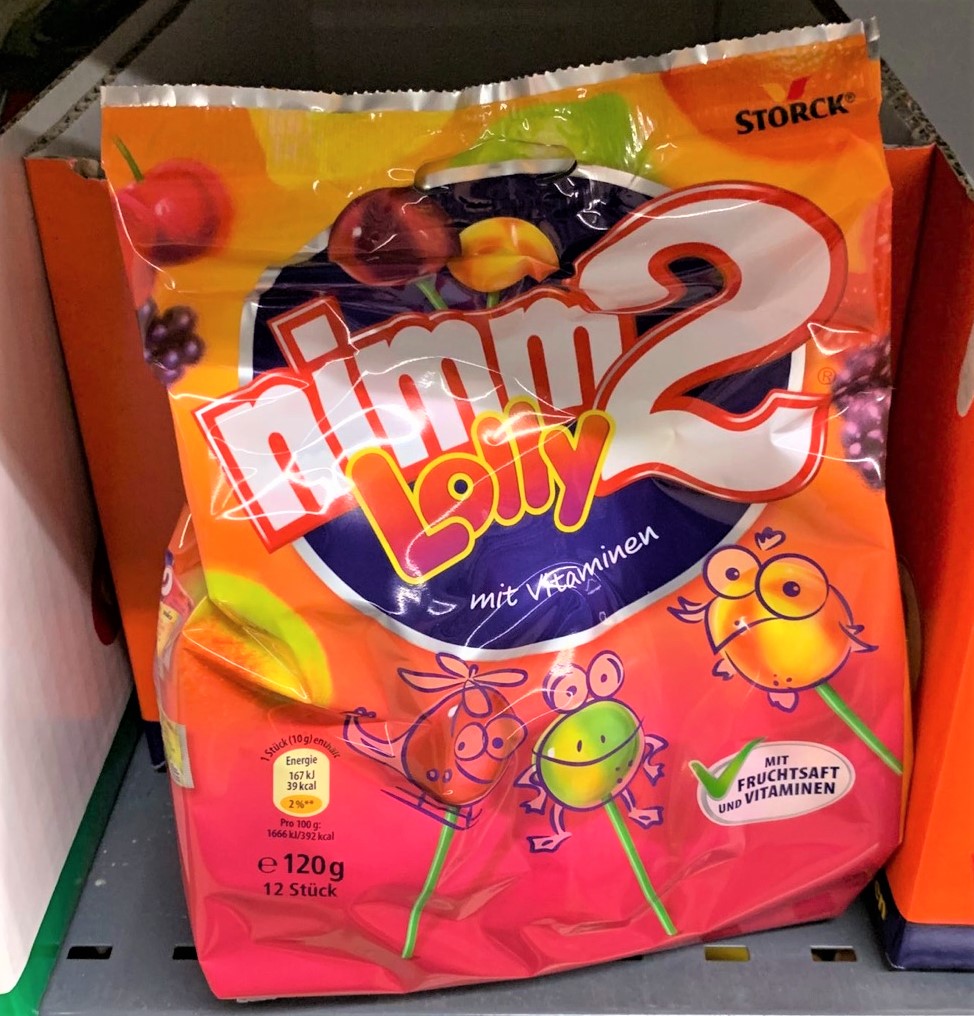 STORCK®
nimm2
®
Lolly
mit Vitaminen
1 Stück (10 g) enthält
Energie
167 kJ
39 kcal
2 %**
Pro 100 g:
1666 kJ/392 kcal
e 120 g
12 Stück
MIT
FRUCHTSAFT
UND VITAMINEN